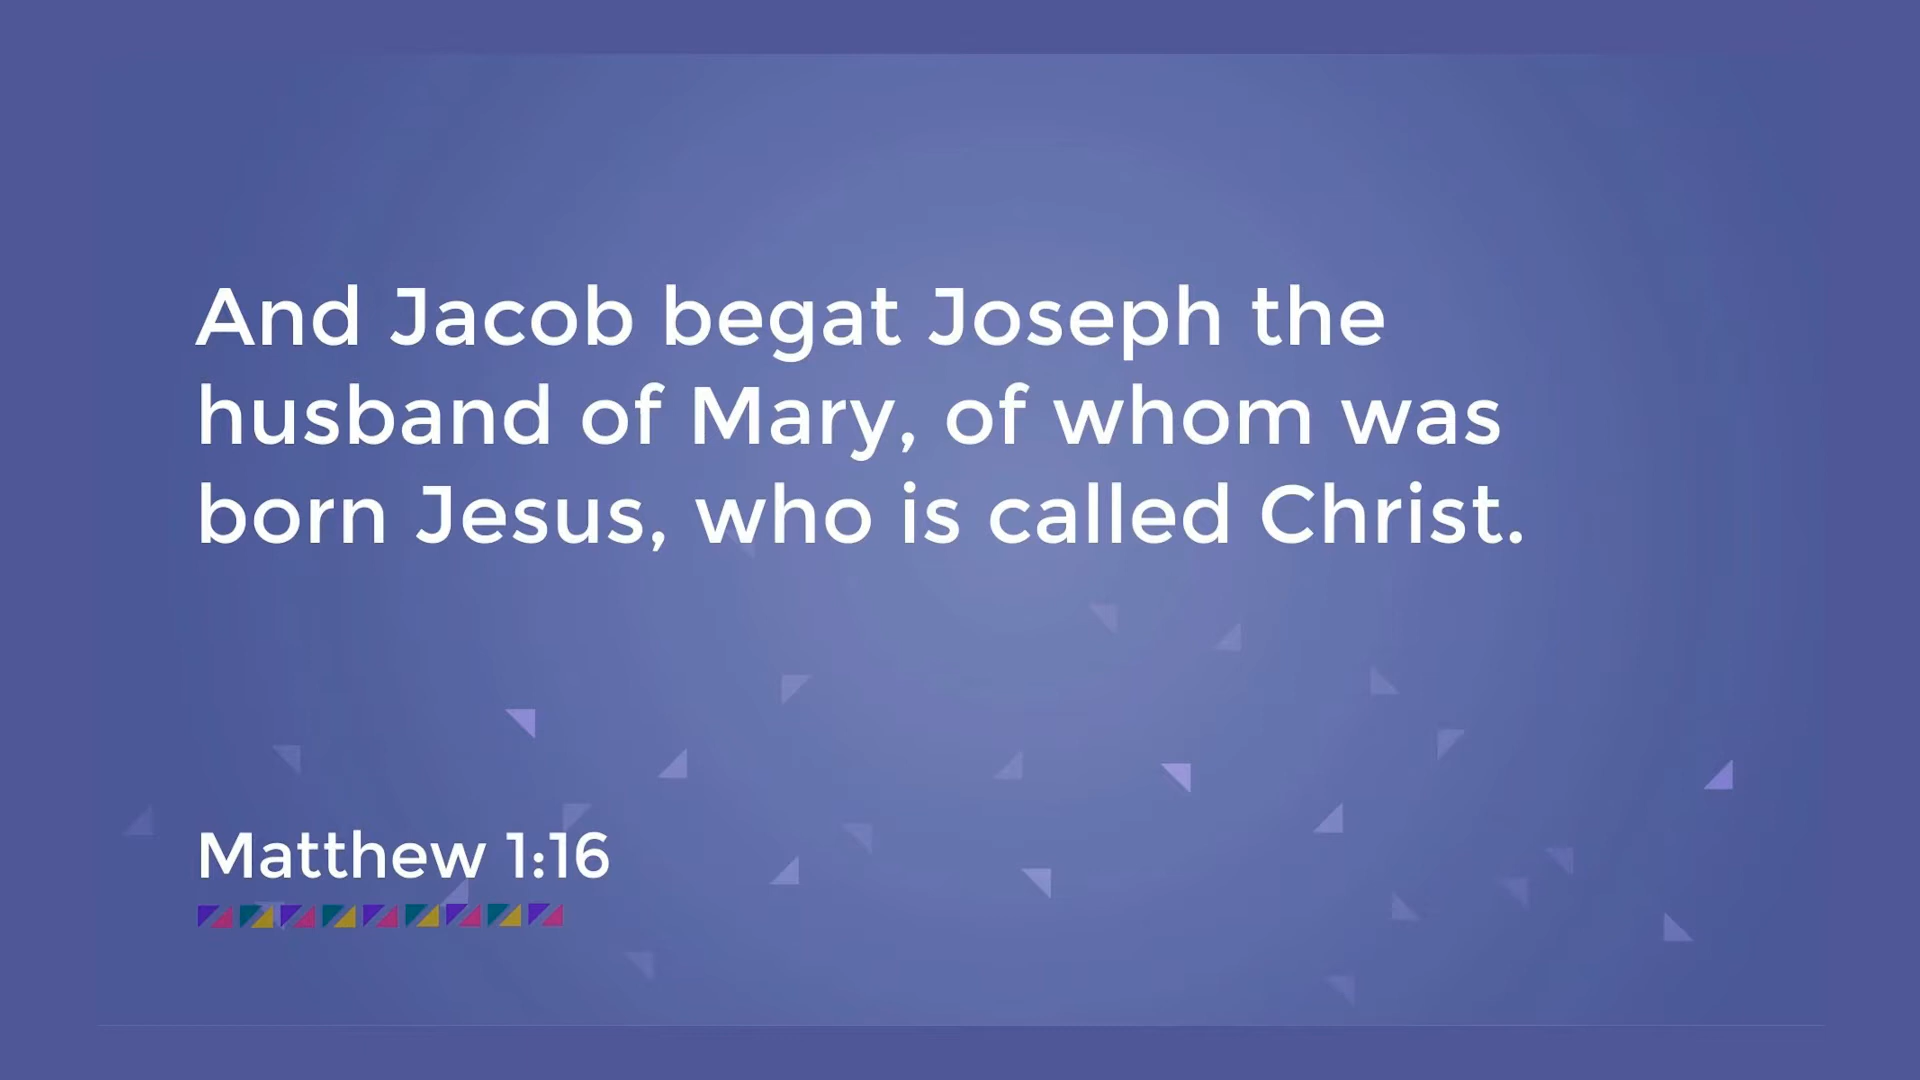 And Jacob begat Joseph the
husband of Mary, of whom was
born Jesus, who is called Christ.
Matthew 1:16